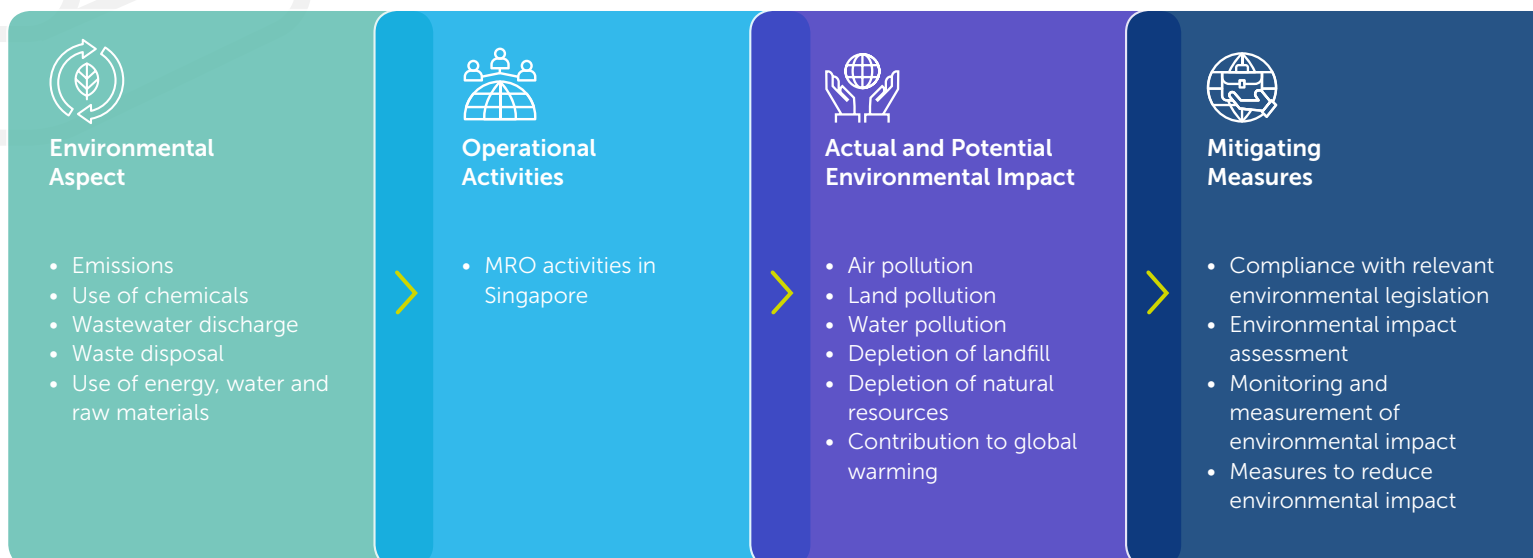 Environmental
Aspect
• Emissions
• Use of chemicals
• Wastewater discharge
• Waste disposal
• Use of energy, water and
raw materials
Operational
Activities
• MRO activities in
Singapore
Actual and Potential
Environmental Impact
• Air pollution
• Land pollution
• Water pollution
• Depletion of landfill
• Depletion of natural
resources
• Contribution to global
warming
Mitigating
Measures
• Compliance with relevant
environmental legislation
• Environmental impact
assessment
• Monitoring and
measurement of
environmental impact
• Measures to reduce
environmental impact